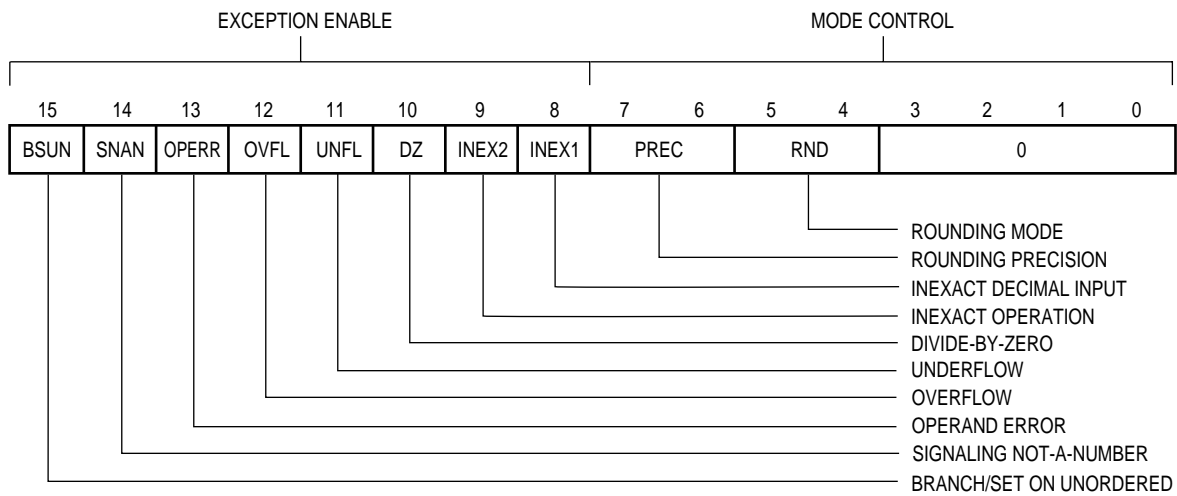 EXCEPTION ENABLE MODE CONTROL
15 14 13 12 11 10 9 8 7 6 5 4 3 2 1 0
BSUN SNAN OPERR OVFL UNFL DZ INEX2 INEX1 PREC RND 0
ROUNDING MODE
ROUNDING PRECISION
INEXACT DECIMAL INPUT
INEXACT OPERATION
DIVIDE-BY-ZERO
UNDERFLOW
OVERFLOW
OPERAND ERROR
SIGNALING NOT-A-NUMBER
BRANCH/SET ON UNORDERED